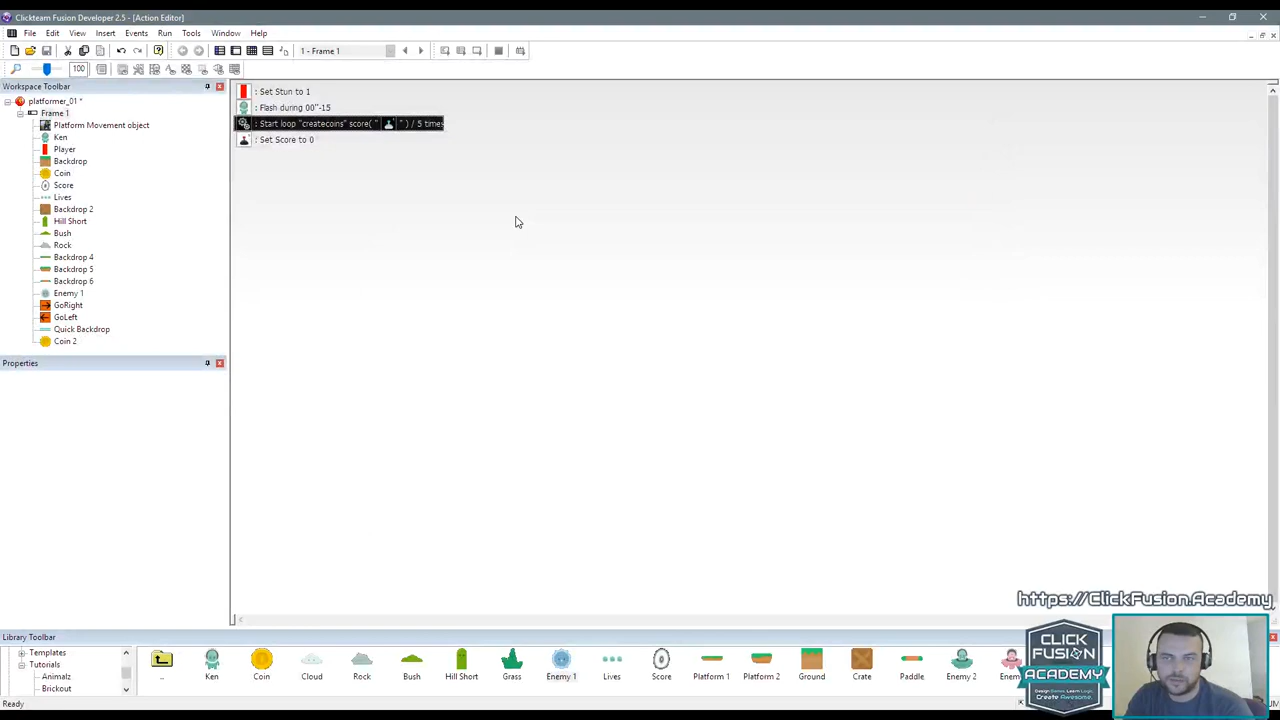 Clickteam Fusion Developer 2.5 - [Action Editor]
File Edit View Insert Events Run Tools Window Help
1 - Frame 1
100
Workspace Toolbar
platformer_01 *
Frame 1
Platform Movement object
Ken
Player
Backdrop
Coin
Score
Lives
Backdrop 2
Hill Short
Bush
Rock
Backdrop 4
Backdrop 5
Backdrop 6
Enemy 1
GoRight
GoLeft
Quick Backdrop
Coin 2
: Set Stun to 1
: Flash during 00"-15
: Start loop "createcoins" score( " " ) / 5 times
: Set Score to 0
Properties
https://ClickFusion.Academy
Library Toolbar
Templates
Tutorials
Animalz
Brickout
..
Ken
Coin
Cloud
Rock
Bush
Hill Short
Grass
Enemy 1
Lives
Score
Platform 1
Platform 2
Ground
Crate
Paddle
Enemy 2
CLICK
FUSION
ACADEMY
Create Awesome.
Ready